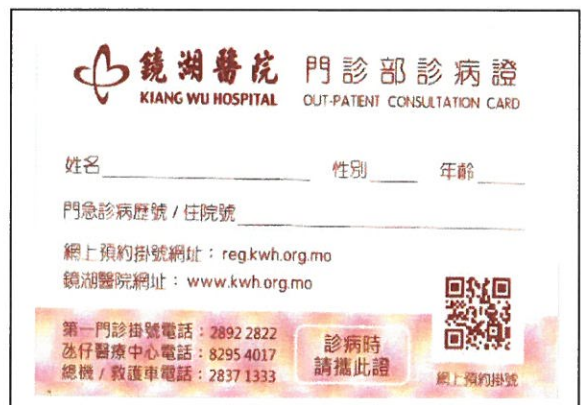 鏡湖醫院 門診部診病證
KIANG WU HOSPITAL OUT-PATIENT CONSULTATION CARD
姓名 性別 年齡
門急診病歷號 / 住院號
網上預約掛號網址：reg.kwh.org.mo
鏡湖醫院網址：www.kwh.org.mo
第一門診掛號電話：2892 2822
氹仔醫療中心電話：8295 4017
總機 / 救護車電話：2837 1333
診病時
請攜此證
網上預約掛號